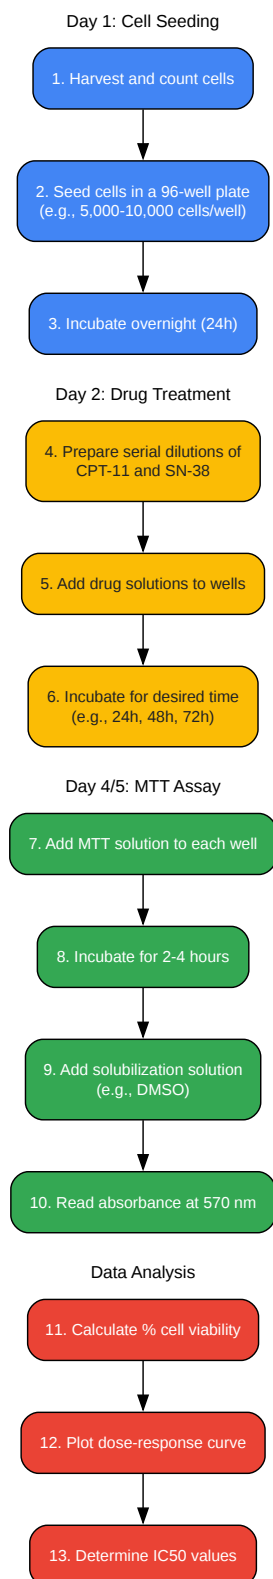 Day 1: Cell Seeding
1. Harvest and count cells
2. Seed cells in a 96-well plate
(e.g., 5,000-10,000 cells/well)
3. Incubate overnight (24h)
Day 2: Drug Treatment
4. Prepare serial dilutions of
CPT-11 and SN-38
5. Add drug solutions to wells
6. Incubate for desired time
(e.g., 24h, 48h, 72h)
Day 4/5: MTT Assay
7. Add MTT solution to each well
8. Incubate for 2-4 hours
9. Add solubilization solution
(e.g., DMSO)
10. Read absorbance at 570 nm
Data Analysis
11. Calculate % cell viability
12. Plot dose-response curve
13. Determine IC50 values